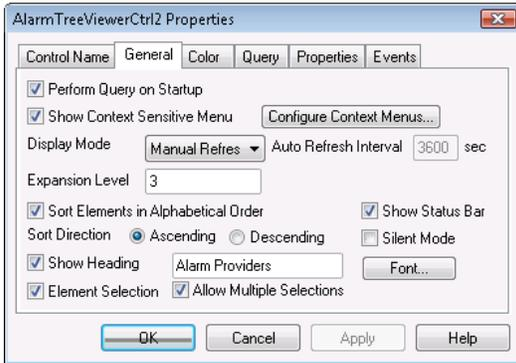 AlarmTreeViewerCtrl2 Properties
Control Name General Color Query Properties Events
Perform Query on Startup
Show Context Sensitive Menu Configure Context Menus...
Display Mode Manual Refres Auto Refresh Interval 3600 sec
Expansion Level 3
Sort Elements in Alphabetical Order Show Status Bar
Sort Direction Ascending Descending Silent Mode
Show Heading Alarm Providers Font...
Element Selection Allow Multiple Selections
OK Cancel Apply Help